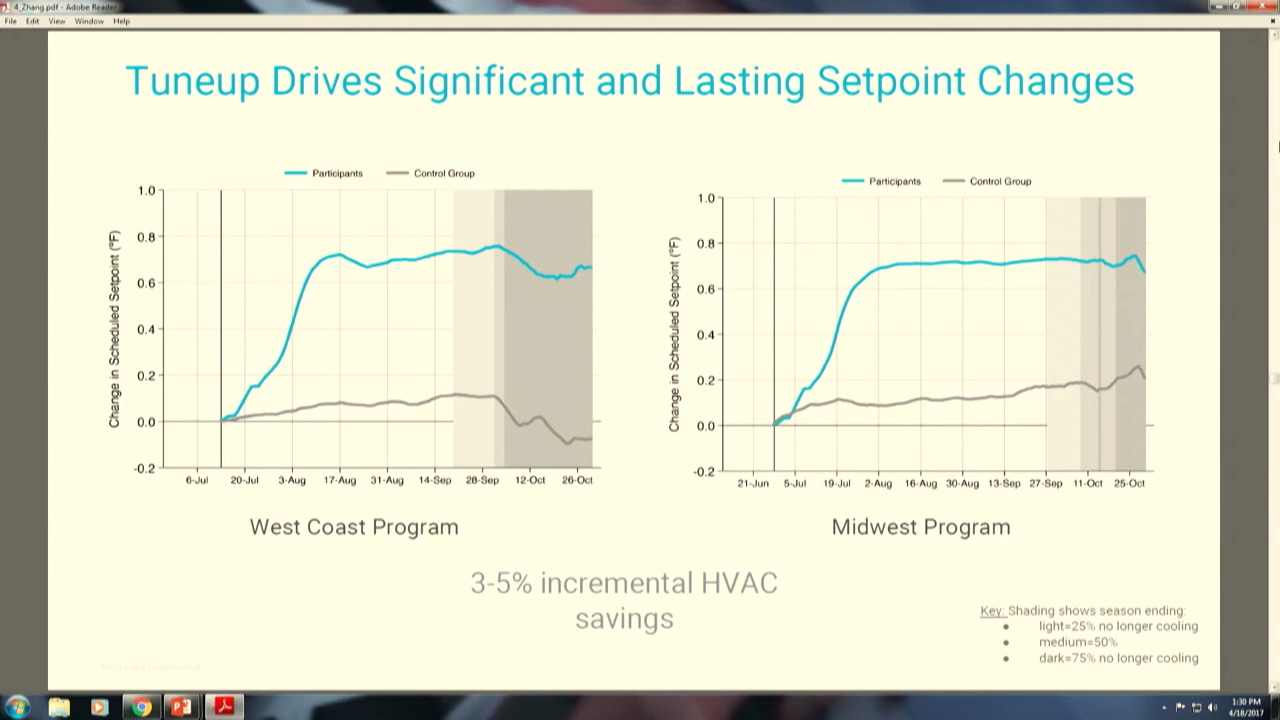 4_Zhang.pdf - Adobe Reader
File Edit View Window Help
Tuneup Drives Significant and Lasting Setpoint Changes
Participants Control Group
Change in Scheduled Setpoint (°F)
1.0
0.8
0.6
0.4
0.2
0.0
-0.2
6-Jul 20-Jul 3-Aug 17-Aug 31-Aug 14-Sep 28-Sep 12-Oct 26-Oct
West Coast Program
Participants Control Group
Change in Scheduled Setpoint (°F)
1.0
0.8
0.6
0.4
0.2
0.0
-0.2
21-Jun 5-Jul 19-Jul 2-Aug 16-Aug 30-Aug 13-Sep 27-Sep 11-Oct 25-Oct
Midwest Program
3-5% incremental HVAC
savings
Key: Shading shows season ending:
● light=25% no longer cooling
● medium=50%
● dark=75% no longer cooling
1:30 PM
4/18/2017